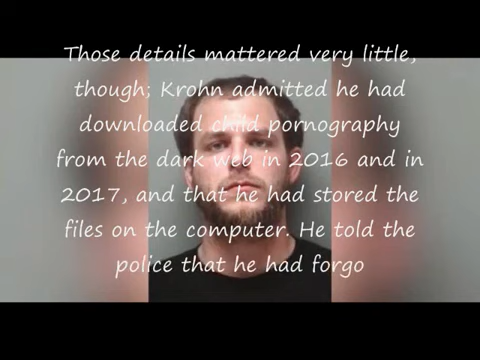 Those details mattered very little,
though; Krohn admitted he had
downloaded child pornography
from the dark web in 2016 and in
2017, and that he had stored the
files on the computer. He told the
police that he had forgo